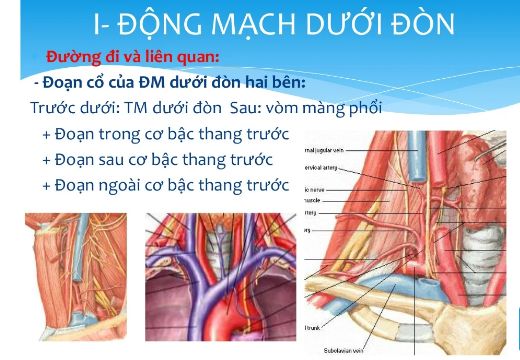 I- ĐỘNG MẠCH DƯỚI ĐÒN
Đường đi và liên quan:
- Đoạn cổ của ĐM dưới đòn hai bên:
Trước dưới: TM dưới đòn Sau: vòm màng phổi
+ Đoạn trong cơ bậc thang trước
+ Đoạn sau cơ bậc thang trước
+ Đoạn ngoài cơ bậc thang trước
rnal jugular vein
ervical artery
ic nerve
muscle
rtery
ry
l trunk
Subclavian vein